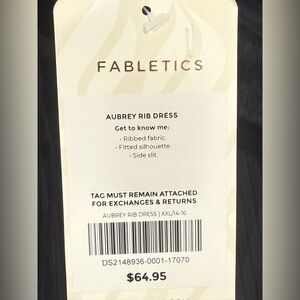 FABLETICS
AUBREY RIB DRESS
Get to know me:
- Ribbed fabric
- Fitted silhouette
- Side slit
TAG MUST REMAIN ATTACHED
FOR EXCHANGES & RETURNS
AUBREY RIB DRESS | XXL/14-16
DS2148936-0001-17070
$64.95